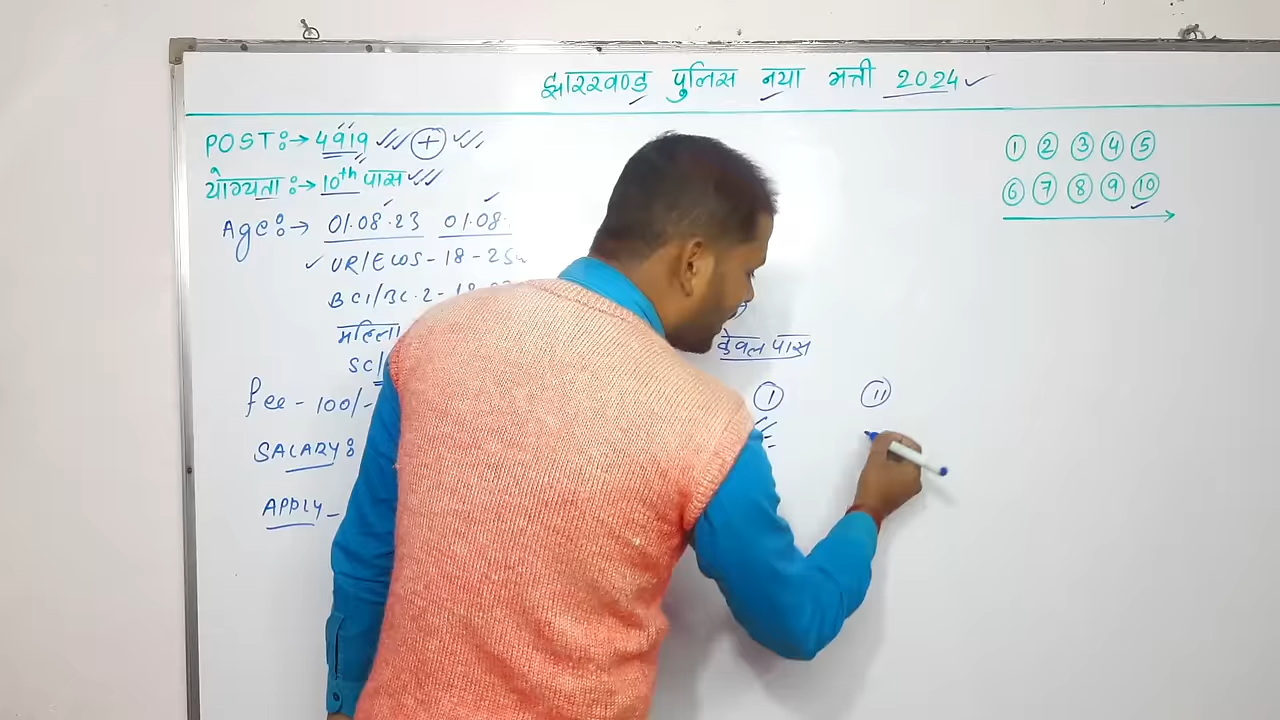 झारखण्ड पुलिस नया भर्ती 2024
POST:→ 4919 +
योग्यता :→ 10th पास
Age:→ 01.08.23 01.08.
UR/EWS - 18 - 25
BC1/BC.2 - 18
महिला
SC/
fee - 100/-
SALARY:
APPLY -
केवल पास
1 11
1 2 3 4 5
6 7 8 9 10